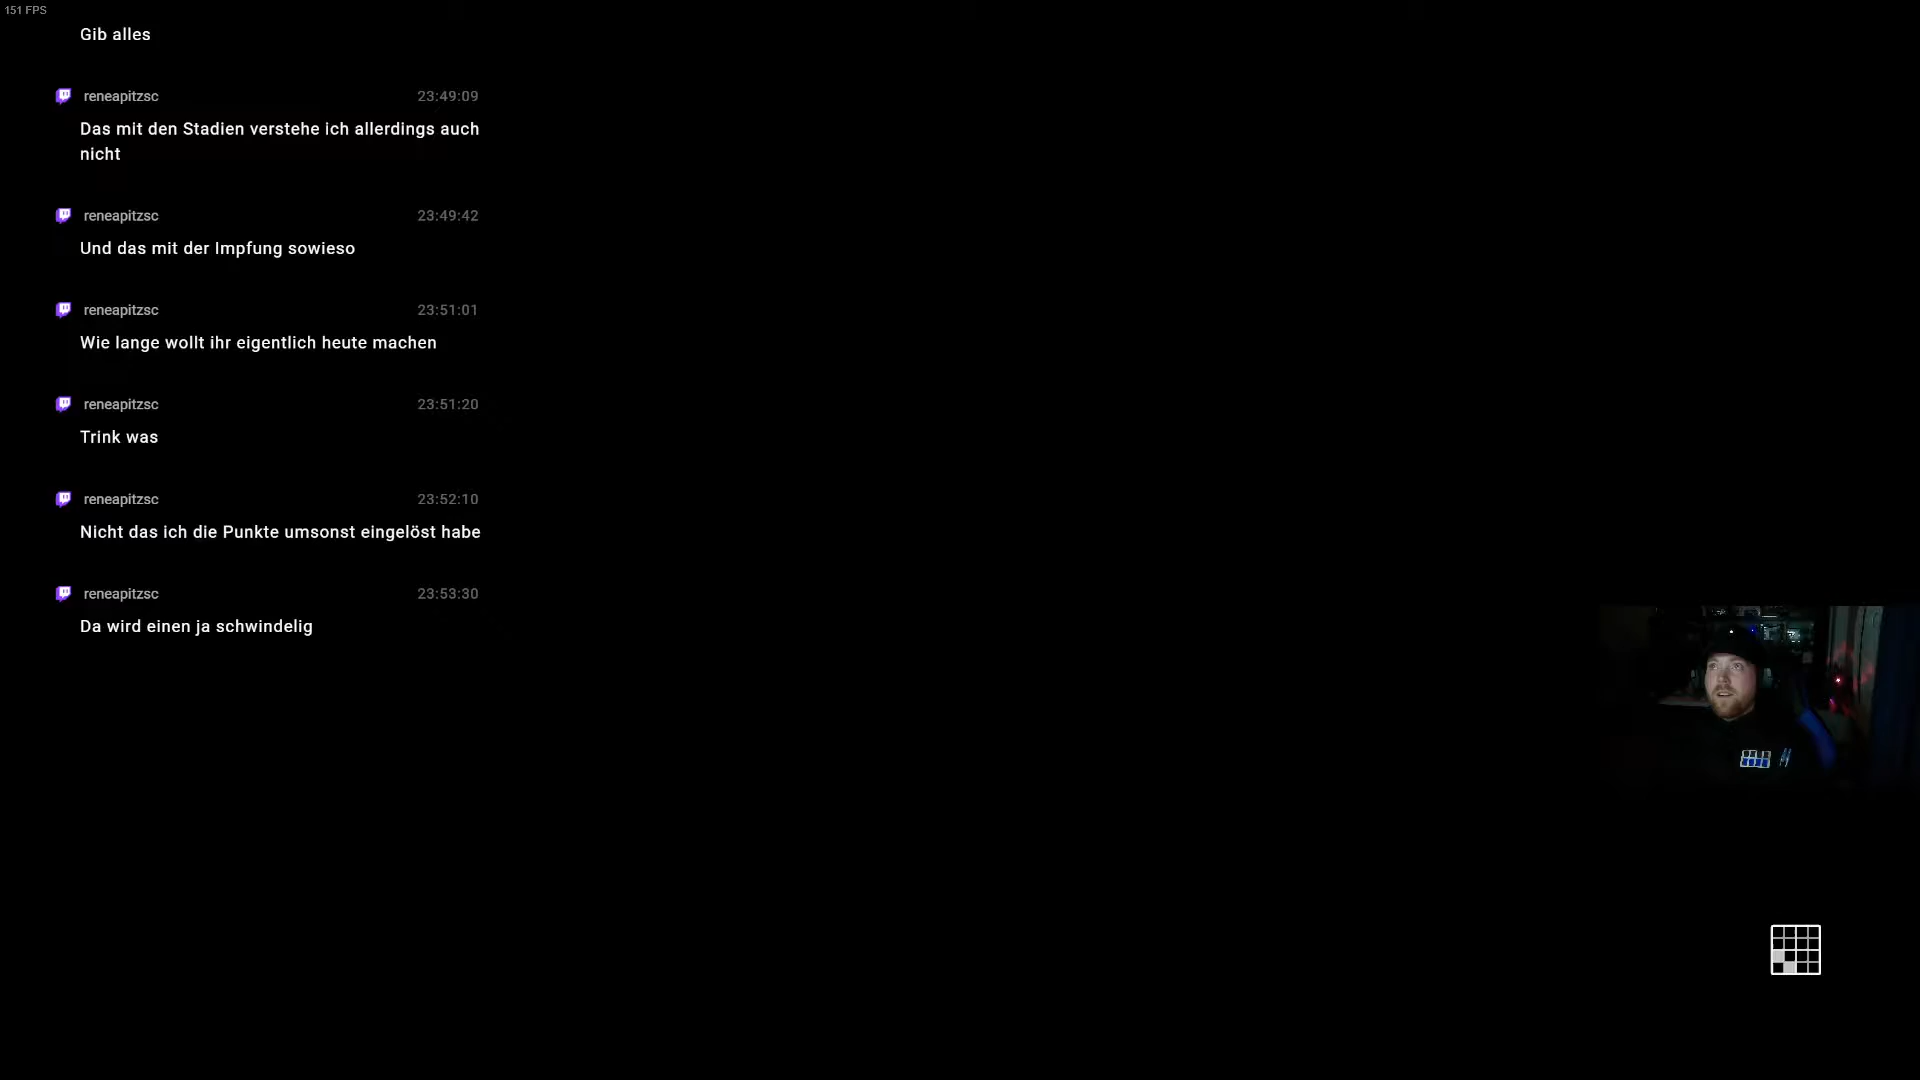 151 FPS
Gib alles
reneapitzsc 23:49:09
Das mit den Stadien verstehe ich allerdings auch
nicht
reneapitzsc 23:49:42
Und das mit der Impfung sowieso
reneapitzsc 23:51:01
Wie lange wollt ihr eigentlich heute machen
reneapitzsc 23:51:20
Trink was
reneapitzsc 23:52:10
Nicht das ich die Punkte umsonst eingelöst habe
reneapitzsc 23:53:30
Da wird einen ja schwindelig